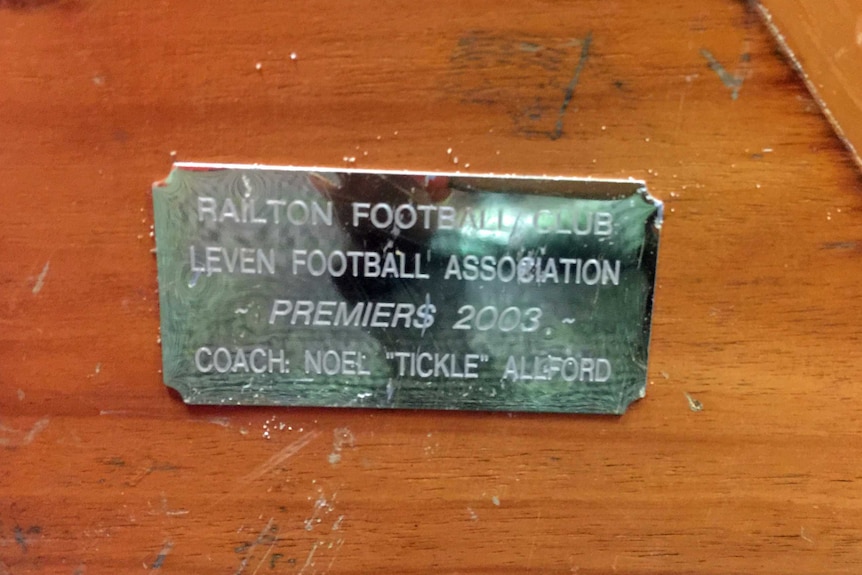 RAILTON FOOTBALL CLUB
LEVEN FOOTBALL ASSOCIATION
~ PREMIERS 2003 ~
COACH: NOEL "TICKLE" ALLFORD